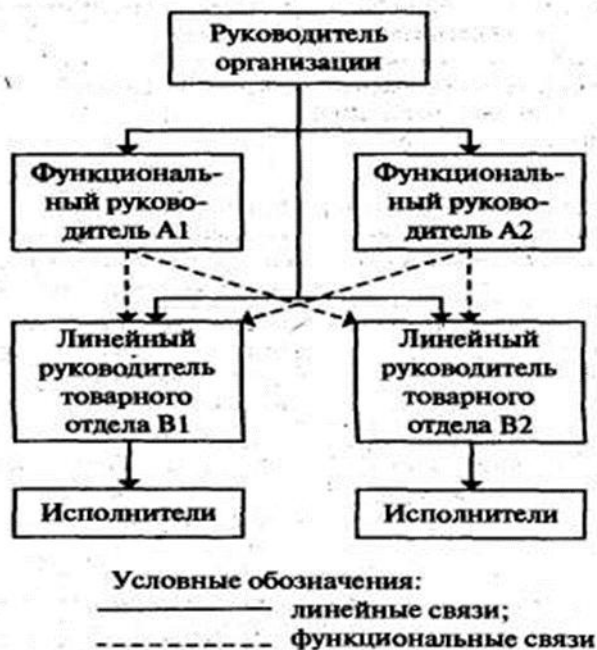 Руководитель
организации
Функциональ-
ный руково-
дитель А1
Функциональ-
ный руково-
дитель А2
Линейный
руководитель
товарного
отдела В1
Линейный
руководитель
товарного
отдела В2
Исполнители
Исполнители
Условные обозначения:
линейные связи;
функциональные связи